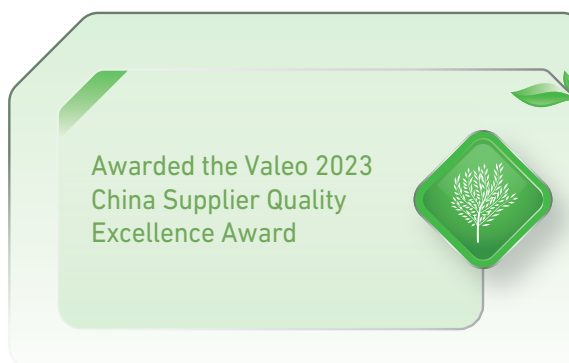 Awarded the Valeo 2023
China Supplier Quality
Excellence Award